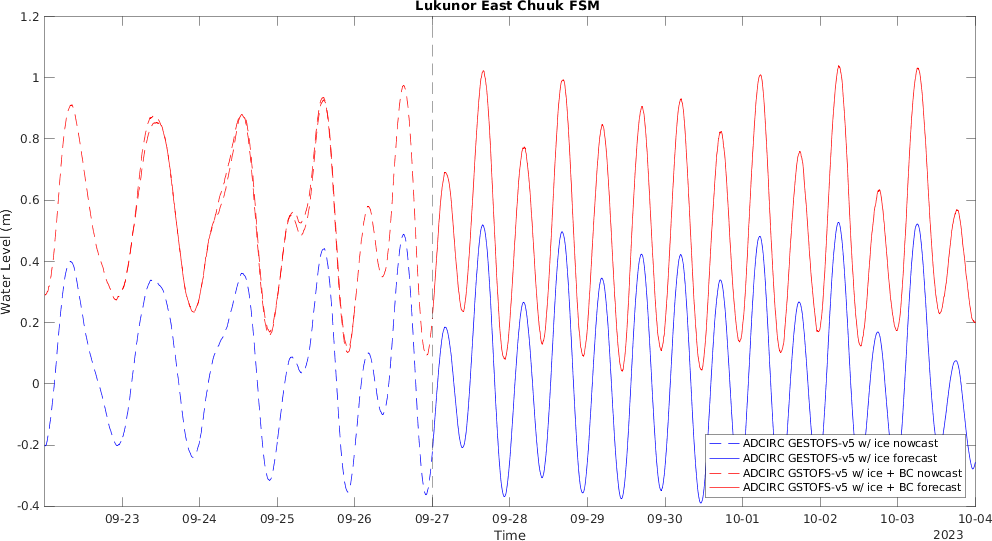 Lukunor East Chuuk FSM
1.2
1
0.8
0.6
0.4
0.2
0
-0.2
-0.4
Water Level (m)
09-23 09-24 09-25 09-26 09-27 09-28 09-29 09-30 10-01 10-02 10-03 10-04
Time
2023
ADCIRC GESTOFS-v5 w/ ice nowcast
ADCIRC GESTOFS-v5 w/ ice forecast
ADCIRC GSTOFS-v5 w/ ice + BC nowcast
ADCIRC GSTOFS-v5 w/ ice + BC forecast